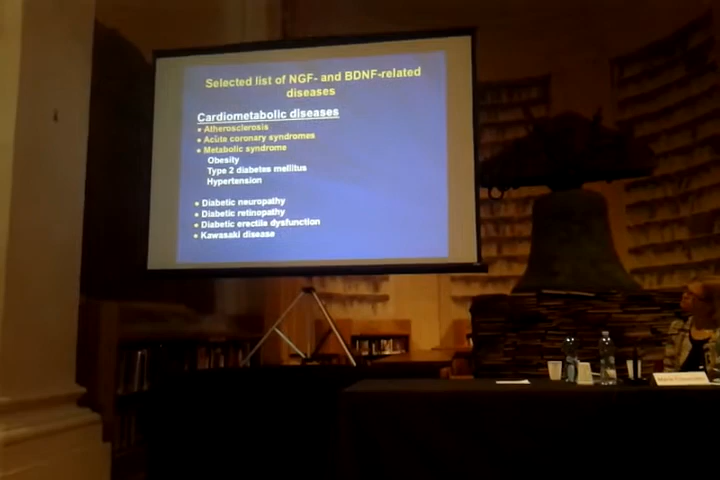 Selected list of NGF- and BDNF-related
diseases
Cardiometabolic diseases
• Atherosclerosis
• Acute coronary syndromes
• Metabolic syndrome
Obesity
Type 2 diabetes mellitus
Hypertension
• Diabetic neuropathy
• Diabetic retinopathy
• Diabetic erectile dysfunction
• Kawasaki disease